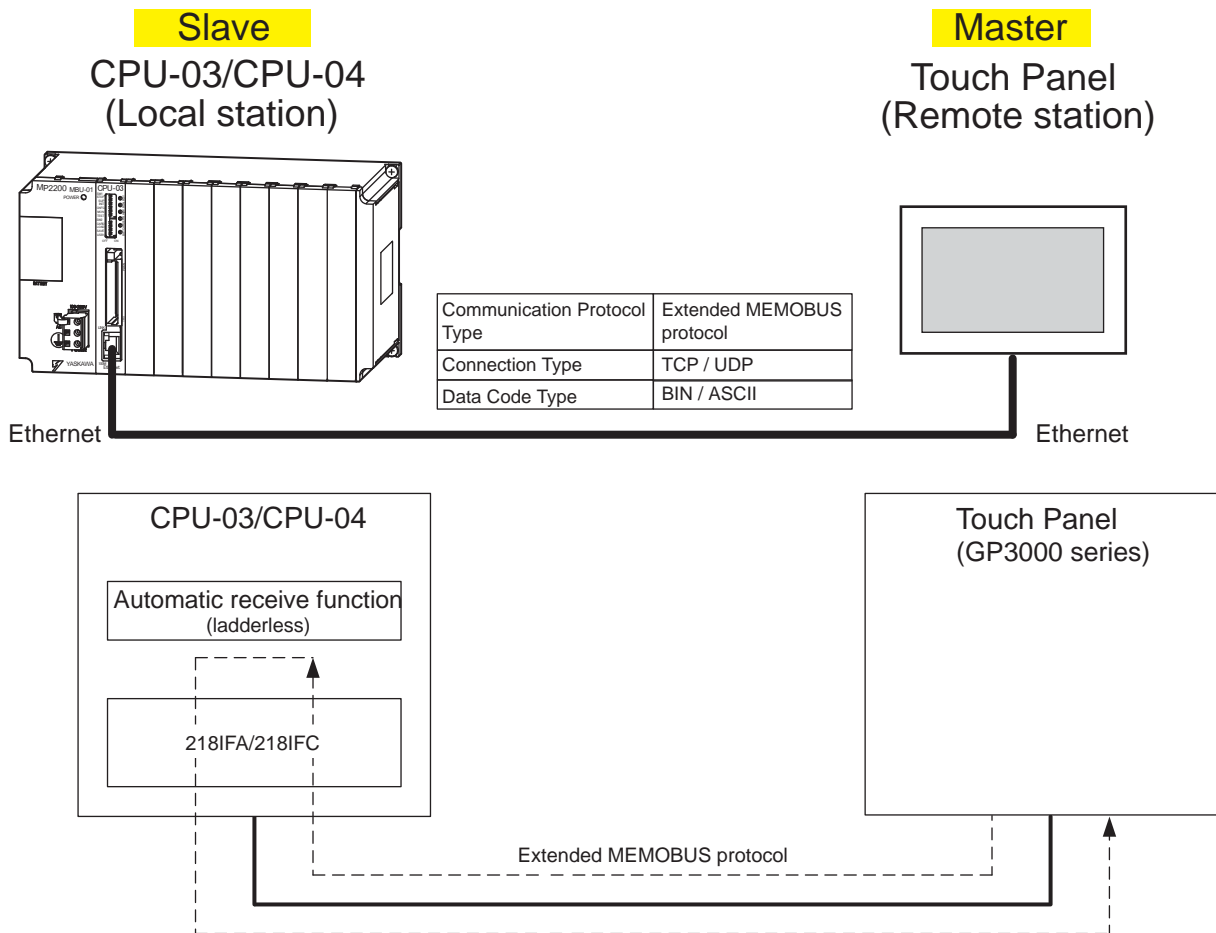 Slave
Master
CPU-03/CPU-04
(Local station)
Touch Panel
(Remote station)
MP2200 MBU-01 CPU-03
POWER
YASKAWA
Communication Protocol Type
Extended MEMOBUS protocol
Connection Type
TCP / UDP
Data Code Type
BIN / ASCII
Ethernet
Ethernet
CPU-03/CPU-04
Touch Panel
(GP3000 series)
Automatic receive function
(ladderless)
218IFA/218IFC
Extended MEMOBUS protocol